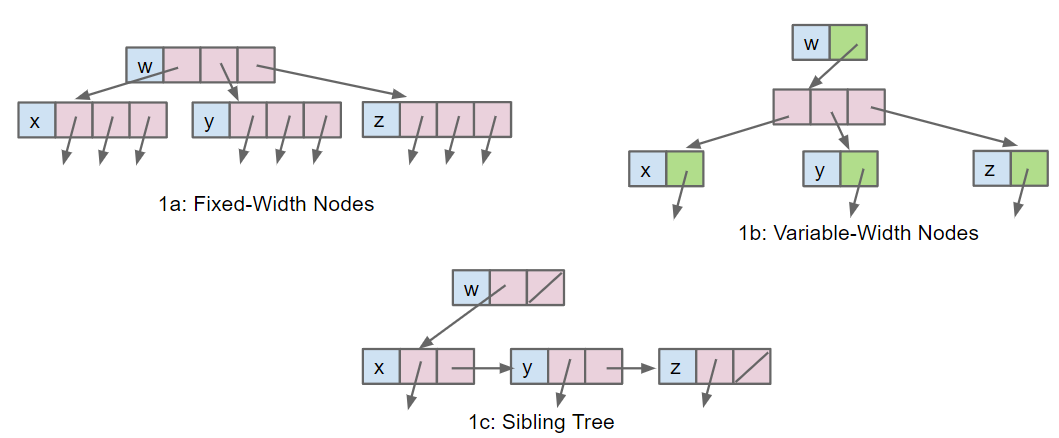 w
x
y
z
1a: Fixed-Width Nodes
w
x
y
z
1b: Variable-Width Nodes
w
x
y
z
1c: Sibling Tree